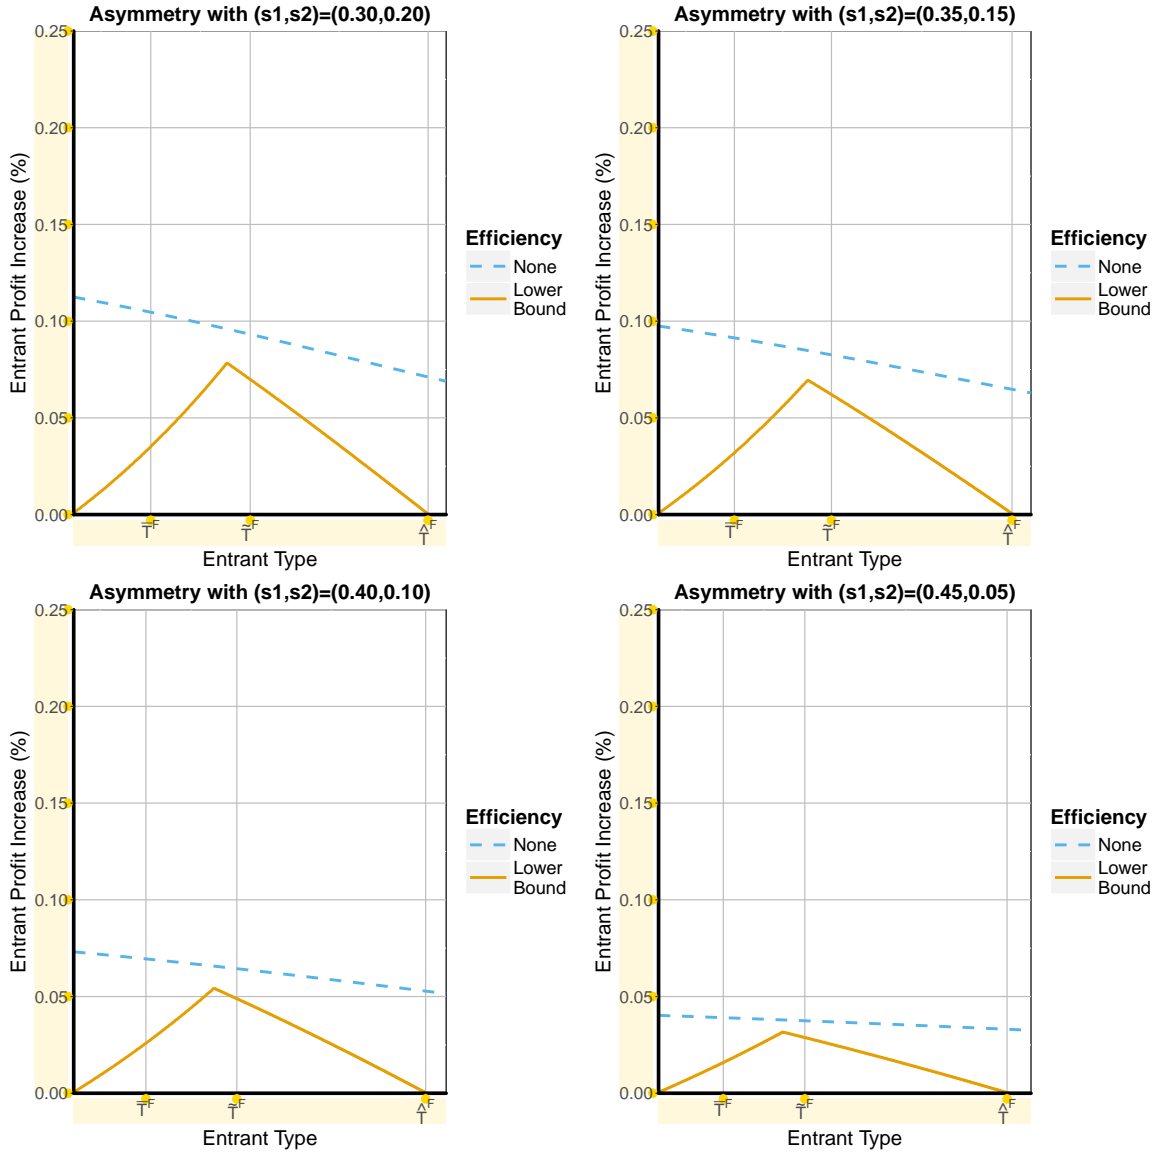 Asymmetry with (s1,s2)=(0.30,0.20)
Entrant Profit Increase (%)
0.25
0.20
0.15
0.10
0.05
0.00
T̿ᶠ T̃ᶠ T̂ᶠ
Entrant Type
Efficiency
None
Lower
Bound
Asymmetry with (s1,s2)=(0.35,0.15)
Entrant Profit Increase (%)
0.25
0.20
0.15
0.10
0.05
0.00
T̿ᶠ T̃ᶠ T̂ᶠ
Entrant Type
Efficiency
None
Lower
Bound
Asymmetry with (s1,s2)=(0.40,0.10)
Entrant Profit Increase (%)
0.25
0.20
0.15
0.10
0.05
0.00
T̿ᶠ T̃ᶠ T̂ᶠ
Entrant Type
Efficiency
None
Lower
Bound
Asymmetry with (s1,s2)=(0.45,0.05)
Entrant Profit Increase (%)
0.25
0.20
0.15
0.10
0.05
0.00
T̿ᶠ T̃ᶠ T̂ᶠ
Entrant Type
Efficiency
None
Lower
Bound